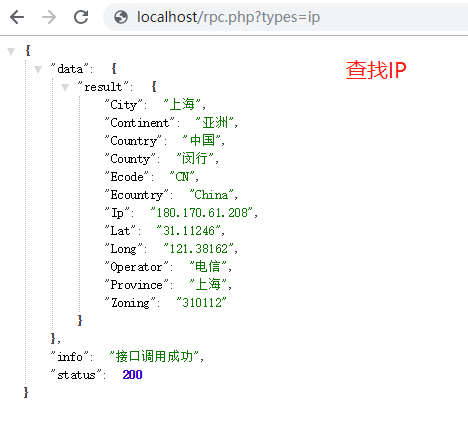 localhost/rpc.php?types=ip
{
查找IP
"data": {
"result": {
"City": "上海",
"Continent": "亚洲",
"Country": "中国",
"County": "闵行",
"Ecode": "CN",
"Ecountry": "China",
"Ip": "180.170.61.208",
"Lat": "31.11246",
"Long": "121.38162",
"Operator": "电信",
"Province": "上海",
"Zoning": "310112"
}
},
"info": "接口调用成功",
"status": 200
}